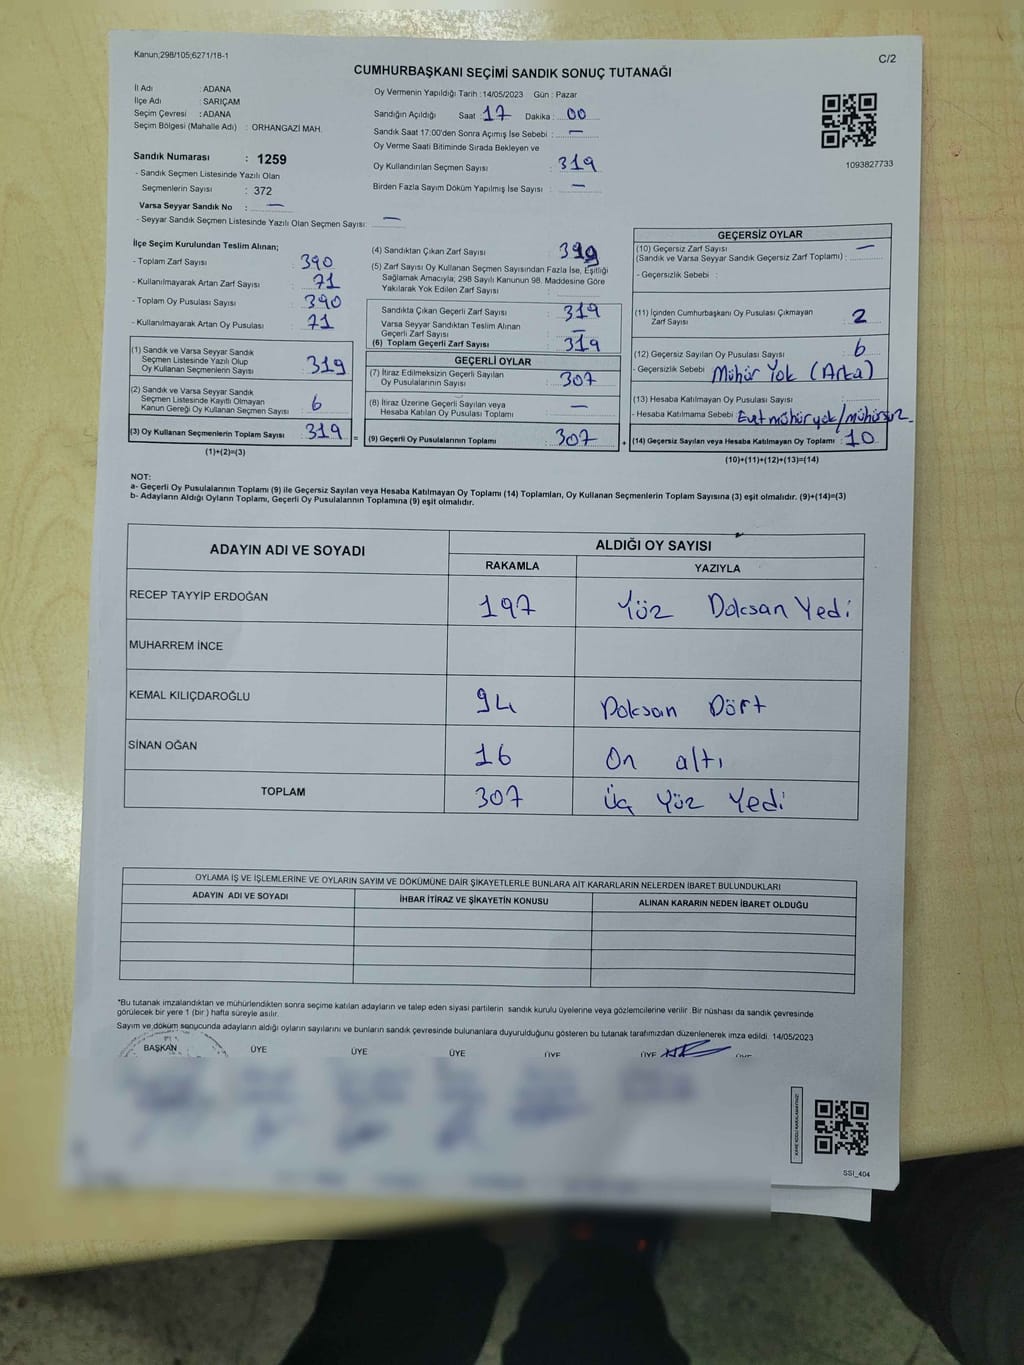 Kanun;298/105;6271/18-1
C/2
CUMHURBAŞKANI SEÇİMİ SANDIK SONUÇ TUTANAĞI
İl Adı : ADANA
İlçe Adı : SARIÇAM
Seçim Çevresi : ADANA
Seçim Bölgesi (Mahalle Adı) : ORHANGAZİ MAH.
Sandık Numarası : 1259
- Sandık Seçmen Listesinde Yazılı Olan
Seçmenlerin Sayısı : 372
Varsa Seyyar Sandık No : —
- Seyyar Sandık Seçmen Listesinde Yazılı Olan Seçmen Sayısı: —
Oy Vermenin Yapıldığı Tarih : 14/05/2023 Gün : Pazar
Sandığın Açıldığı Saat : 17 Dakika : 00
Sandık Saat 17:00'den Sonra Açmış İse Sebebi : —
Oy Verme Saati Bitiminde Sırada Bekleyen ve
Oy Kullandırılan Seçmen Sayısı : 319
Birden Fazla Sayım Döküm Yapılmış İse Sayısı : —
1093827733
İlçe Seçim Kurulundan Teslim Alınan;
- Toplam Zarf Sayısı : 390
- Kullanılmayarak Artan Zarf Sayısı : 71
- Toplam Oy Pusulası Sayısı : 390
- Kullanılmayarak Artan Oy Pusulası : 71
(1) Sandık ve Varsa Seyyar Sandık
Seçmen Listesinde Yazılı Olup
Oy Kullanan Seçmenlerin Sayısı : 319
(2) Sandık ve Varsa Seyyar Sandık
Seçmen Listesinde Kayıtlı Olmayan
Kanun Gereği Oy Kullanan Seçmen Sayısı : 6
(3) Oy Kullanan Seçmenlerin Toplam Sayısı : 319
(1)+(2)=(3)
(4) Sandıktan Çıkan Zarf Sayısı : 319
(5) Zarf Sayısı Oy Kullanan Seçmen Sayısından Fazla İse, Eşitliği
Sağlamak Amacıyla, 298 Sayılı Kanunun 98. Maddesine Göre
Yakılarak Yok Edilen Zarf Sayısı :
Sandıkta Çıkan Geçerli Zarf Sayısı : 319
Varsa Seyyar Sandıktan Teslim Alınan
Geçerli Zarf Sayısı : —
(6) Toplam Geçerli Zarf Sayısı : 319
GEÇERLİ OYLAR
(7) İtiraz Edilmeksizin Geçerli Sayılan
Oy Pusulalarının Sayısı : 307
(8) İtiraz Üzerine Geçerli Sayılan veya
Hesaba Katılan Oy Pusulası Toplamı : —
= (9) Geçerli Oy Pusulalarının Toplamı : 307
GEÇERSİZ OYLAR
(10) Geçersiz Zarf Sayısı
(Sandık ve Varsa Seyyar Sandık Geçersiz Zarf Toplamı) : —
- Geçersizlik Sebebi :
(11) İçinden Cumhurbaşkanı Oy Pusulası Çıkmayan
Zarf Sayısı : 2
(12) Geçersiz Sayılan Oy Pusulası Sayısı : 6
- Geçersizlik Sebebi : Mühür Yok (Arka)
(13) Hesaba Katılmayan Oy Pusulası Sayısı :
- Hesaba Katılmama Sebebi : Evet mühür yok/mühürsüz
+ (14) Geçersiz Sayılan veya Hesaba Katılmayan Oy Toplamı : 10
(10)+(11)+(12)+(13)=(14)
NOT:
a- Geçerli Oy Pusulalarının Toplamı (9) ile Geçersiz Sayılan veya Hesaba Katılmayan Oy Toplamı (14) Toplamları, Oy Kullanan Seçmenlerin Toplam Sayısına (3) eşit olmalıdır. (9)+(14)=(3)
b- Adayların Aldığı Oyların Toplamı, Geçerli Oy Pusulalarının Toplamına (9) eşit olmalıdır.
ADAYIN ADI VE SOYADI
ALDIĞI OY SAYISI
RAKAMLA YAZIYLA
RECEP TAYYİP ERDOĞAN 197 Yüz Doksan Yedi
MUHARREM İNCE
KEMAL KILIÇDAROĞLU 94 Doksan Dört
SİNAN OĞAN 16 On altı
TOPLAM 307 Üç Yüz Yedi
OYLAMA İŞ VE İŞLEMLERİNE VE OYLARIN SAYIM VE DÖKÜMÜNE DAİR ŞİKAYETLERLE BUNLARA AİT KARARLARIN NELERDEN İBARET BULUNDUKLARI
ADAYIN ADI VE SOYADI İHBAR İTİRAZ VE ŞİKAYETİN KONUSU ALINAN KARARIN NEDEN İBARET OLDUĞU
*Bu tutanak imzalandıktan ve mühürlendikten sonra seçime katılan adayların ve talep eden siyasi partilerin sandık kurulu üyelerine veya gözlemcilerine verilir .Bir nüshası da sandık çevresinde
görülecek bir yere 1 (bir ) hafta süreyle asılır.
Sayım ve döküm sonucunda adayların aldığı oyların sayılarını ve bunların sandık çevresinde bulunanlara duyurulduğunu gösteren bu tutanak tarafımızdan düzenlenerek imza edildi. 14/05/2023
BAŞKAN ÜYE ÜYE ÜYE ÜYE ÜYE ÜYE
SSI_404